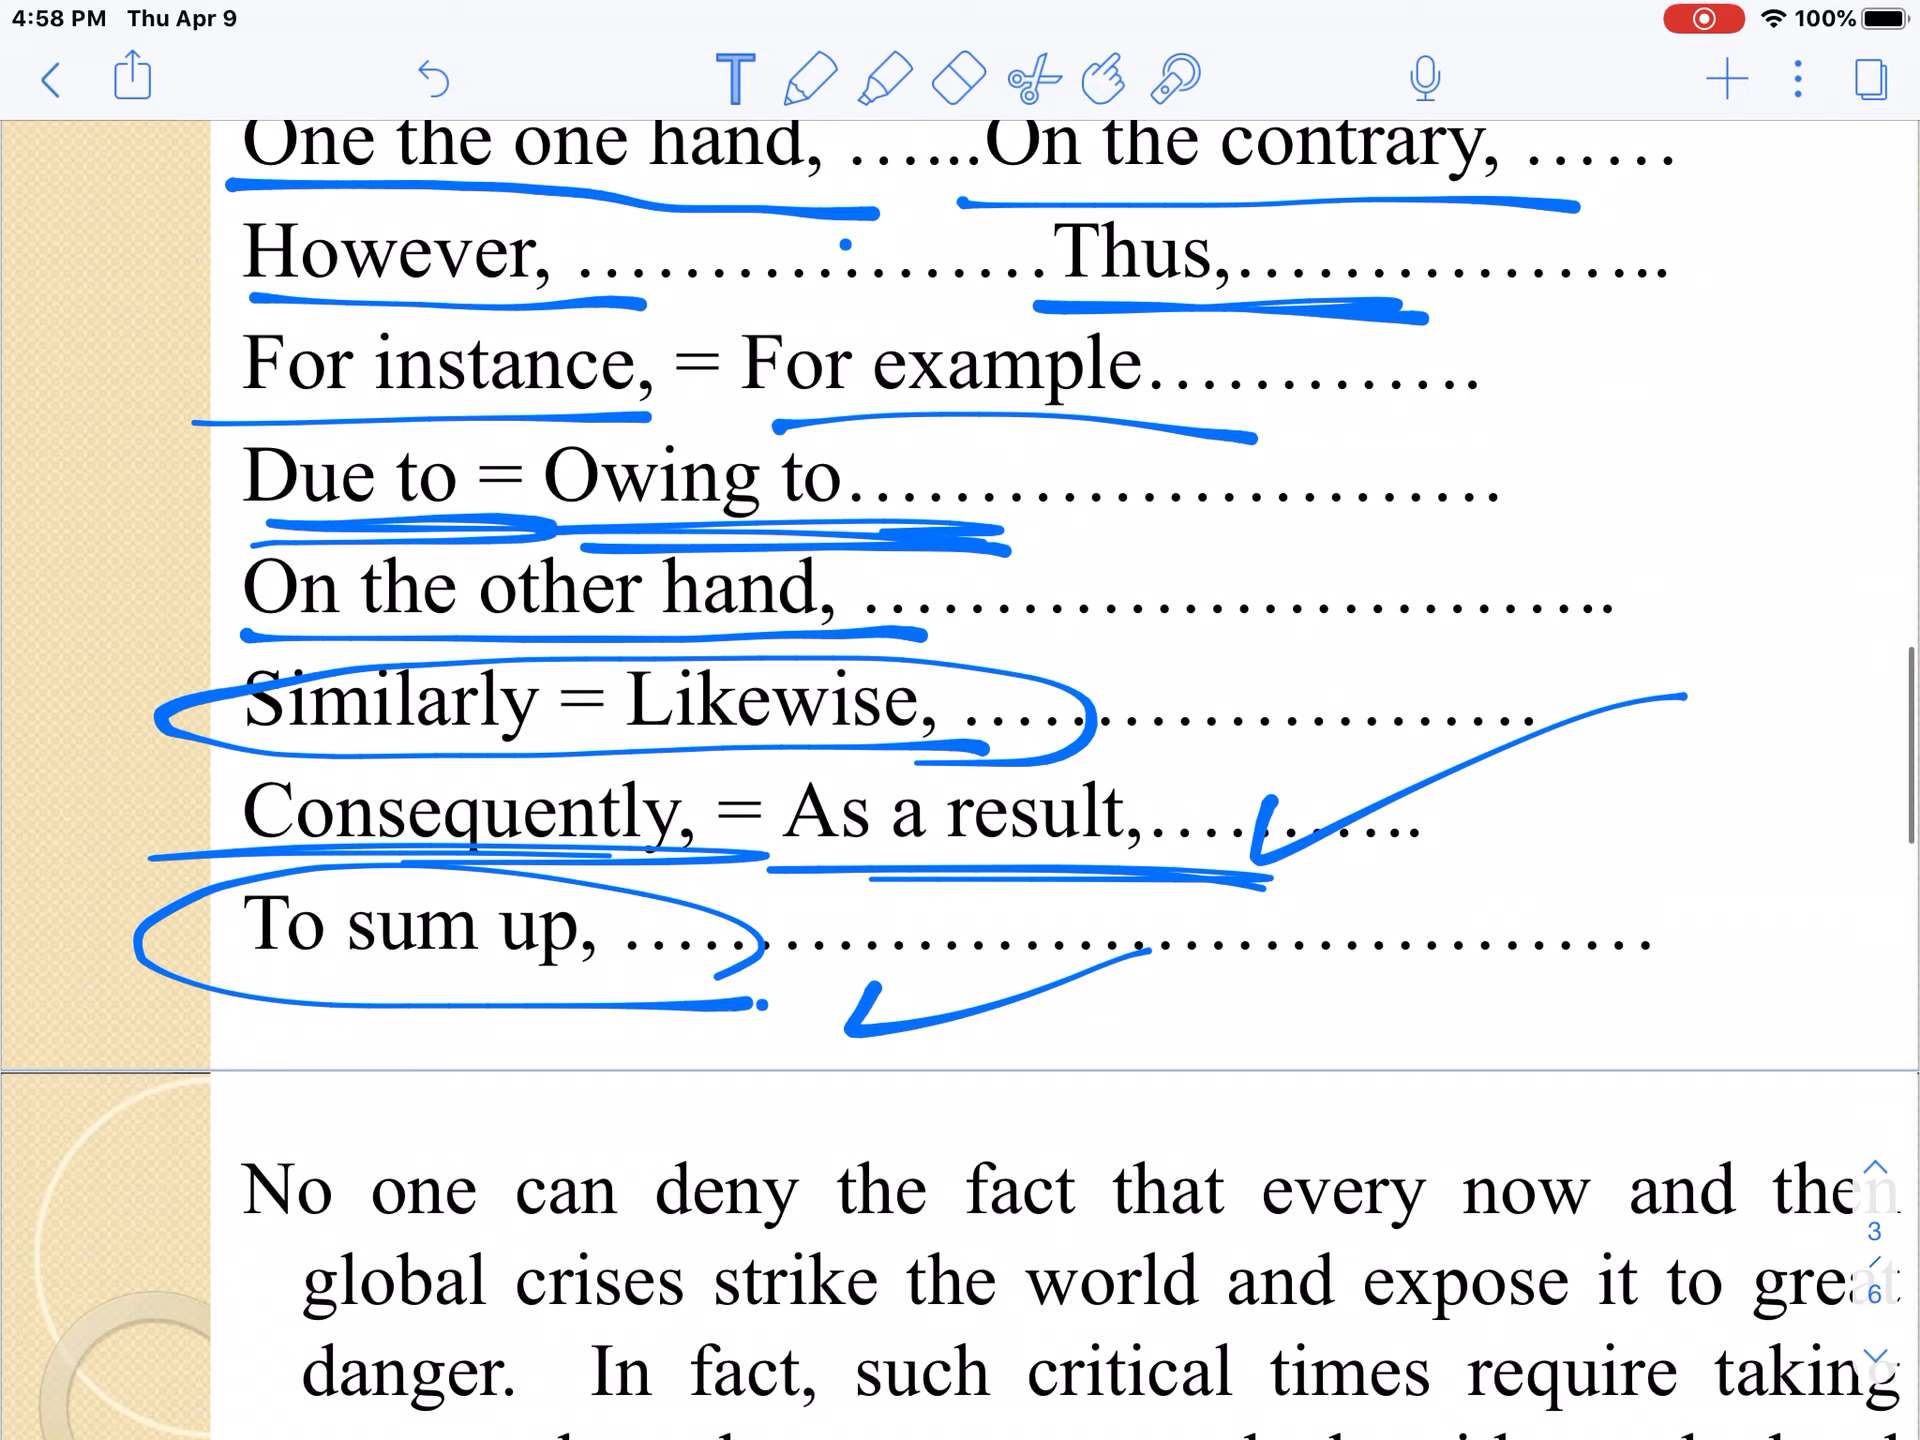 4:58 PM Thu Apr 9 100%
One the one hand, ……On the contrary, ……
However, ………………Thus,……………..
For instance, = For example………….
Due to = Owing to………………………
On the other hand, ………………………..
Similarly = Likewise, …………………
Consequently, = As a result,……….
To sum up, …………………………………
No one can deny the fact that every now and then
global crises strike the world and expose it to great
danger. In fact, such critical times require taking
3
/
6